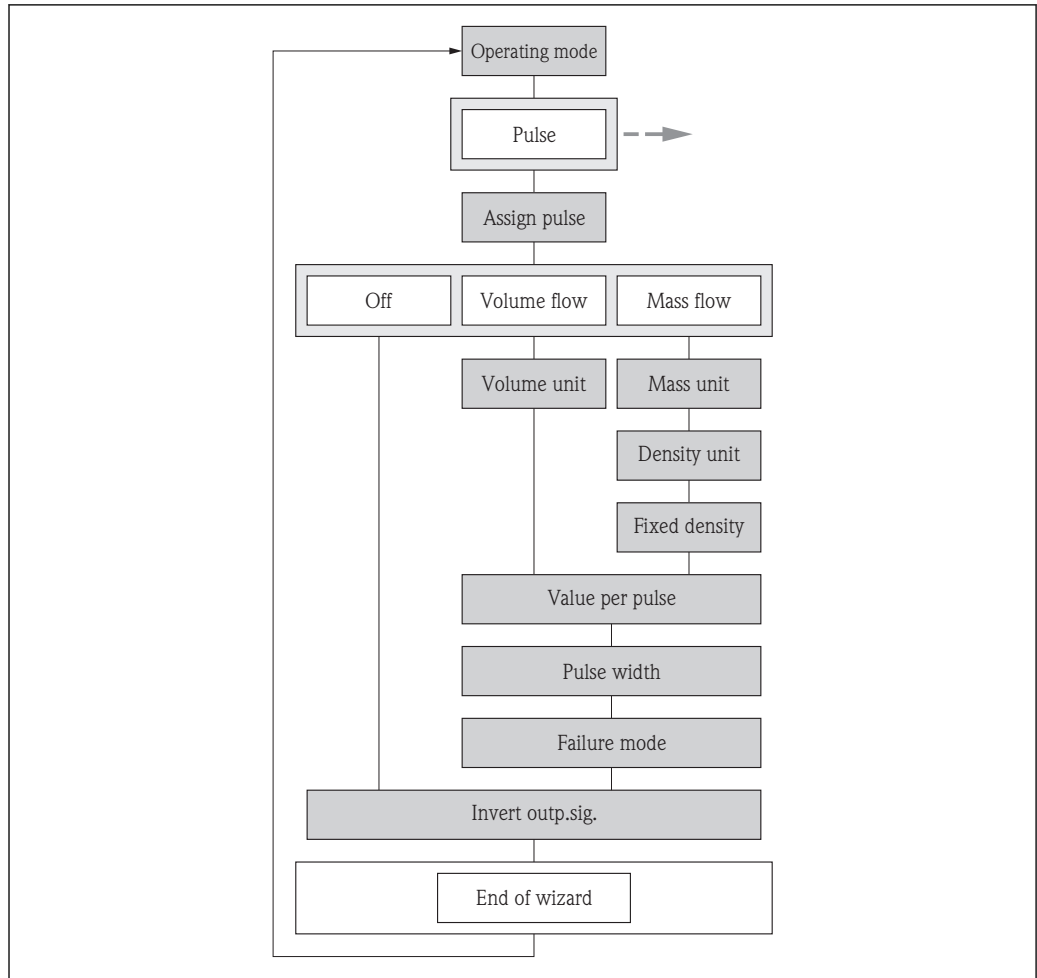 Operating mode
Pulse
Assign pulse
Off
Volume flow
Mass flow
Volume unit
Mass unit
Density unit
Fixed density
Value per pulse
Pulse width
Failure mode
Invert outp.sig.
End of wizard